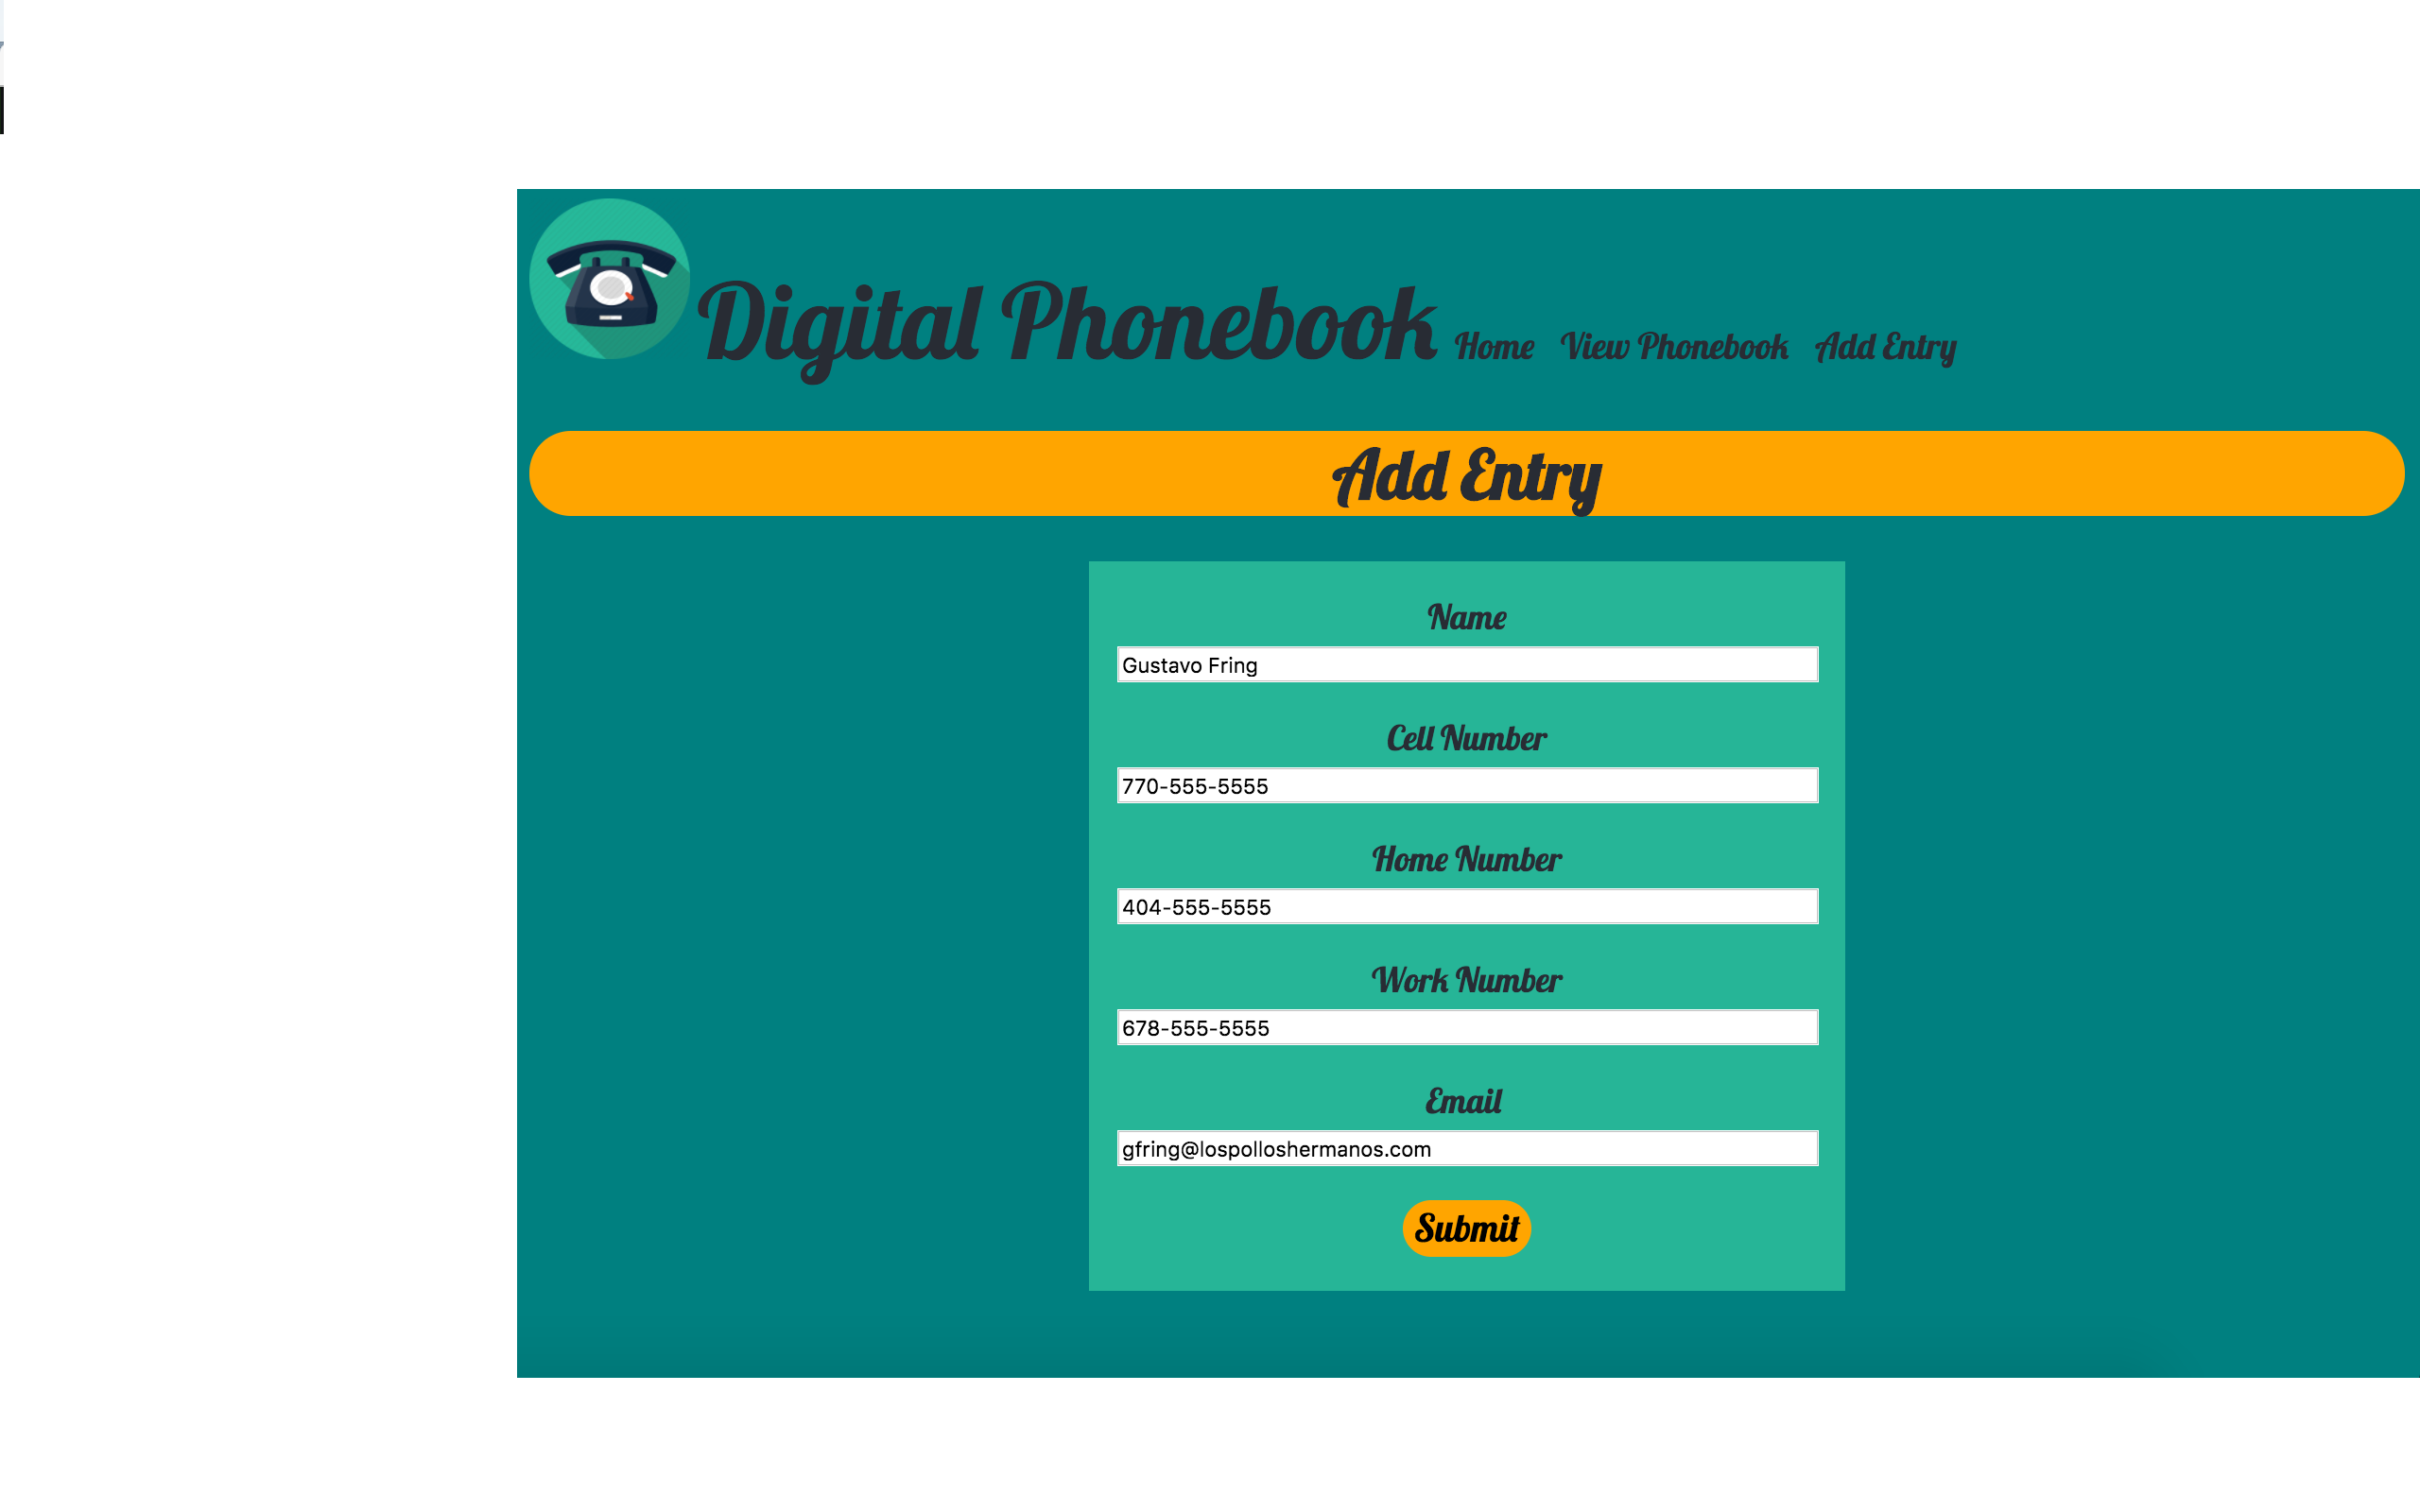 Digital Phonebook Home View Phonebook Add Entry
Add Entry
Name
Gustavo Fring
Cell Number
770-555-5555
Home Number
404-555-5555
Work Number
678-555-5555
Email
gfring@lospolloshermanos.com
Submit